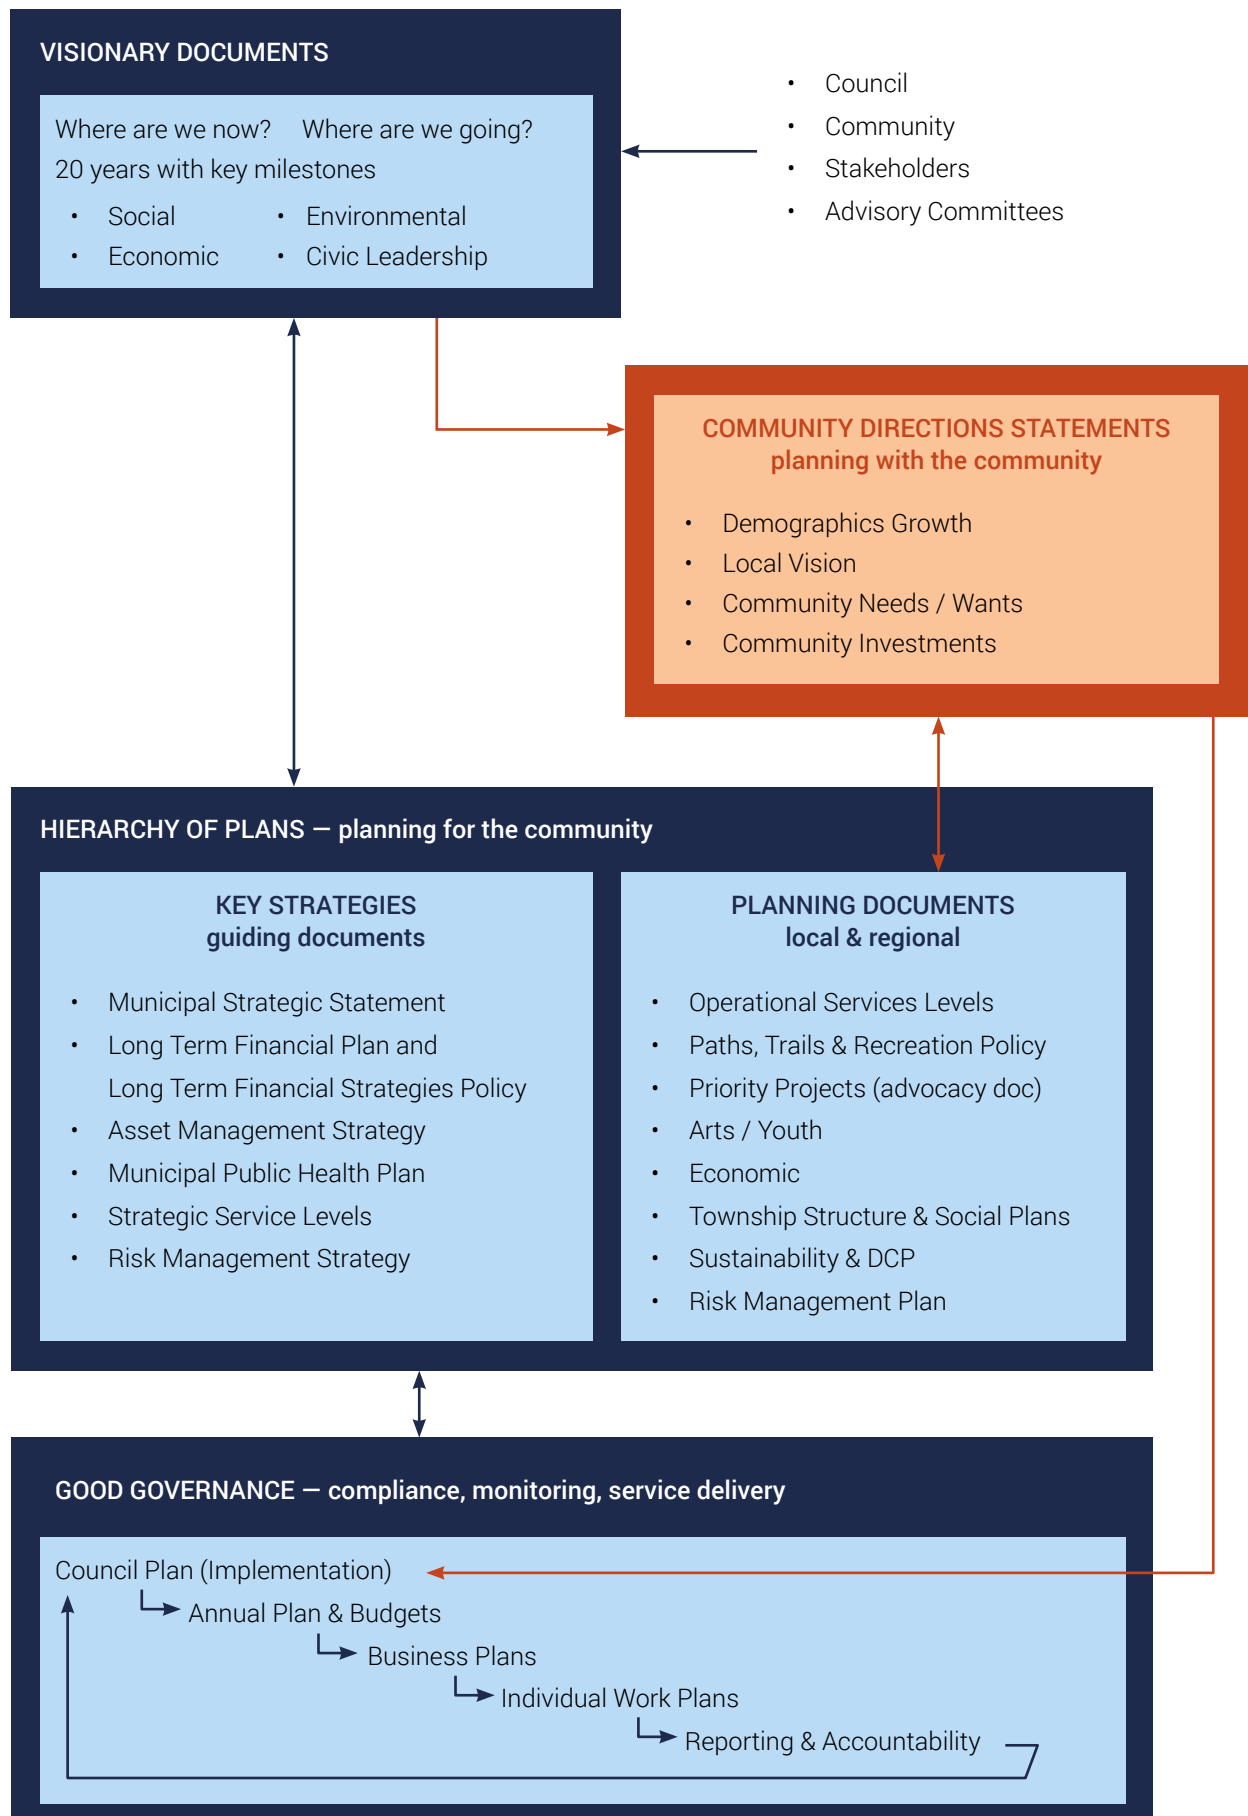 VISIONARY DOCUMENTS
Where are we now? Where are we going?
20 years with key milestones
• Social • Environmental
• Economic • Civic Leadership
• Council
• Community
• Stakeholders
• Advisory Committees
COMMUNITY DIRECTIONS STATEMENTS
planning with the community
• Demographics Growth
• Local Vision
• Community Needs / Wants
• Community Investments
HIERARCHY OF PLANS — planning for the community
KEY STRATEGIES
guiding documents
• Municipal Strategic Statement
• Long Term Financial Plan and
Long Term Financial Strategies Policy
• Asset Management Strategy
• Municipal Public Health Plan
• Strategic Service Levels
• Risk Management Strategy
PLANNING DOCUMENTS
local & regional
• Operational Services Levels
• Paths, Trails & Recreation Policy
• Priority Projects (advocacy doc)
• Arts / Youth
• Economic
• Township Structure & Social Plans
• Sustainability & DCP
• Risk Management Plan
GOOD GOVERNANCE — compliance, monitoring, service delivery
Council Plan (Implementation)
Annual Plan & Budgets
Business Plans
Individual Work Plans
Reporting & Accountability